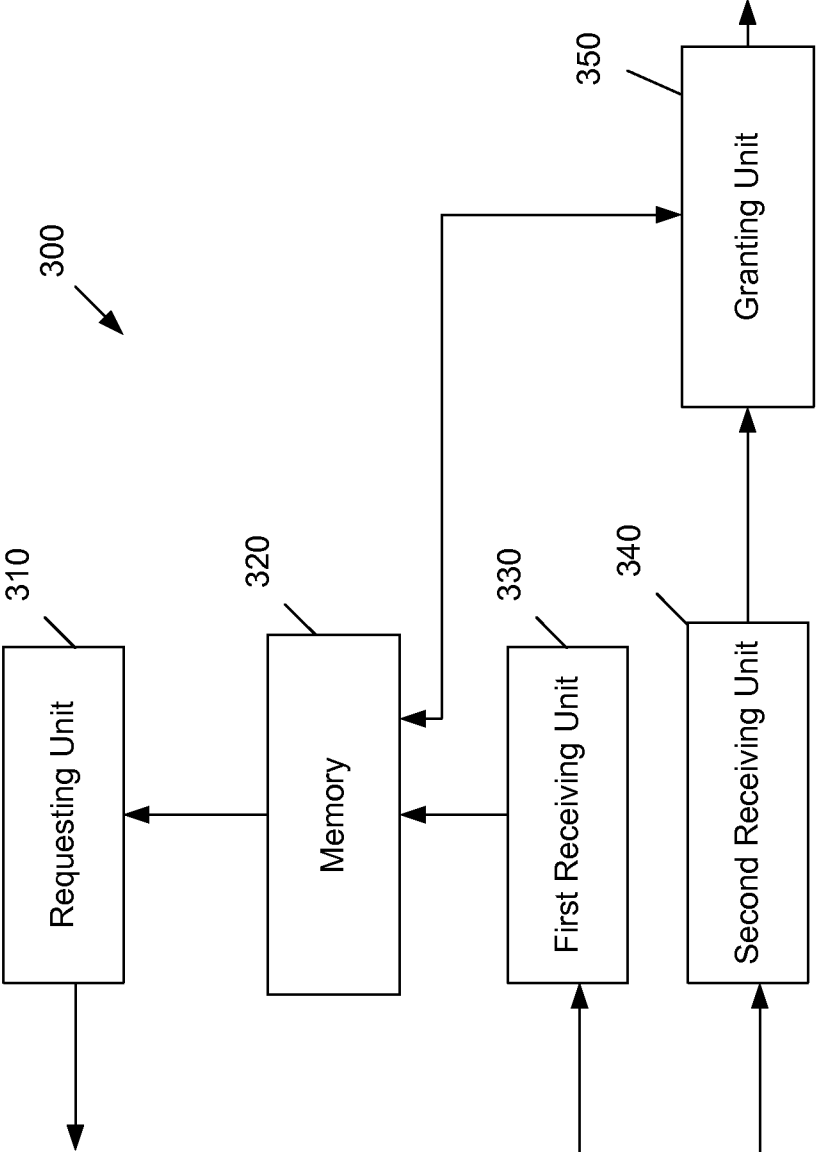 300
310
Requesting Unit
320
Memory
330
First Receiving Unit
340
Second Receiving Unit
350
Granting Unit